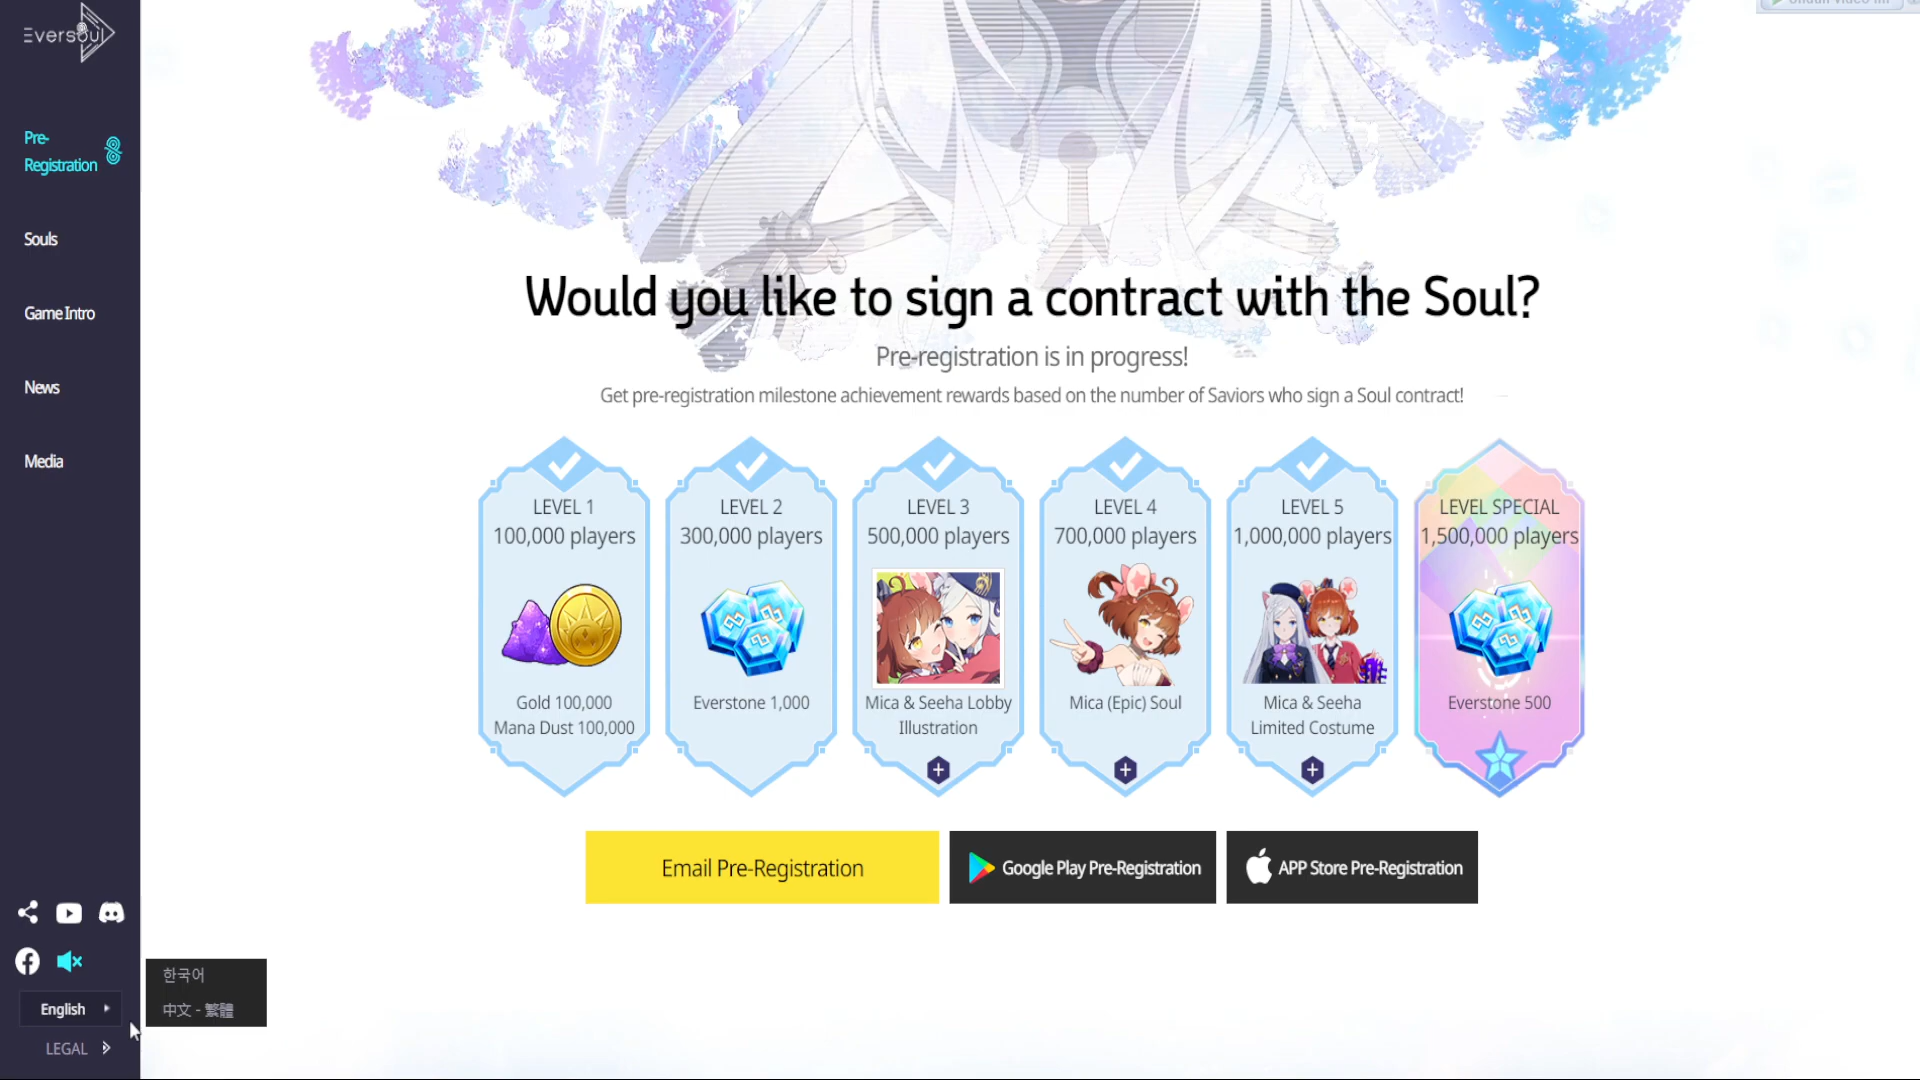 Eversoul
Pre-
Registration
Souls
Game Intro
News
Media
English
LEGAL
한국어
中文 - 繁體
Would you like to sign a contract with the Soul?
Pre-registration is in progress!
Get pre-registration milestone achievement rewards based on the number of Saviors who sign a Soul contract!
LEVEL 1
100,000 players
Gold 100,000
Mana Dust 100,000
LEVEL 2
300,000 players
Everstone 1,000
LEVEL 3
500,000 players
Mica & Seeha Lobby
Illustration
LEVEL 4
700,000 players
Mica (Epic) Soul
LEVEL 5
1,000,000 players
Mica & Seeha
Limited Costume
LEVEL SPECIAL
1,500,000 players
Everstone 500
Email Pre-Registration
Google Play Pre-Registration
APP Store Pre-Registration